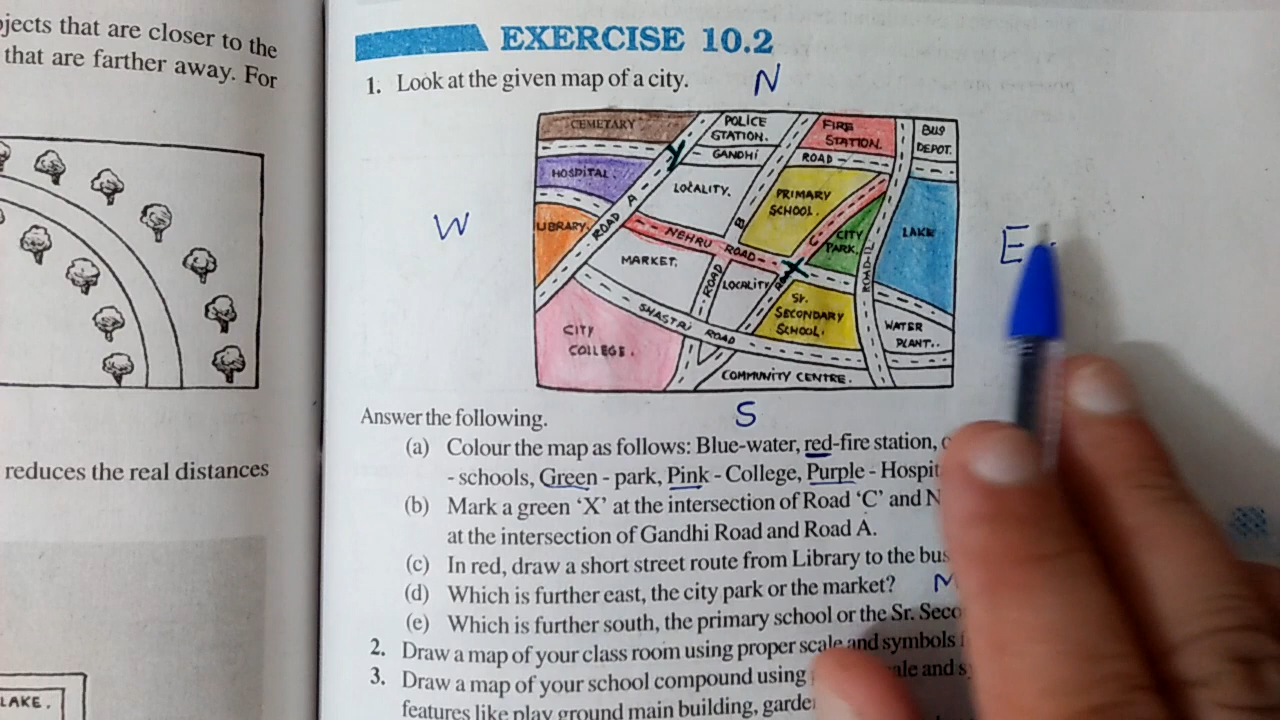 jects that are closer to the
that are farther away. For
reduces the real distances
LAKE.
EXERCISE 10.2
1. Look at the given map of a city.
N
CEMETARY
POLICE
STATION.
FIRE
STATION.
BUS
DEPOT.
GANDHI ROAD
HOSPITAL.
LOCALITY.
PRIMARY
SCHOOL.
W
LIBRARY.
ROAD A
B
C
CITY
PARK.
LAKE
E
NEHRU ROAD
MARKET.
ROAD
LOCALITY
ROAD-D
SHASTRI ROAD
Sr.
SECONDARY
SCHOOL.
CITY
COLLEGE.
WATER
PLANT..
COMMUNITY CENTRE.
S
Answer the following.
(a) Colour the map as follows: Blue-water, red-fire station,
- schools, Green - park, Pink - College, Purple - Hospit
(b) Mark a green ‘X’ at the intersection of Road ‘C’ and N
at the intersection of Gandhi Road and Road A.
(c) In red, draw a short street route from Library to the bus
(d) Which is further east, the city park or the market? M
(e) Which is further south, the primary school or the Sr. Seco
2. Draw a map of your class room using proper scale and symbols
3. Draw a map of your school compound using ale and s
features like play ground main building, garde